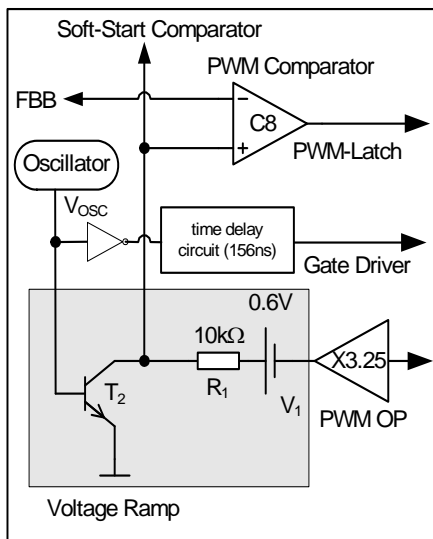 Soft-Start Comparator
PWM Comparator
FBB
−
C8
+
Oscillator
PWM-Latch
VOSC
time delay
circuit (156ns)
Gate Driver
0.6V
10kΩ
X3.25
T2
R1
V1
PWM OP
Voltage Ramp